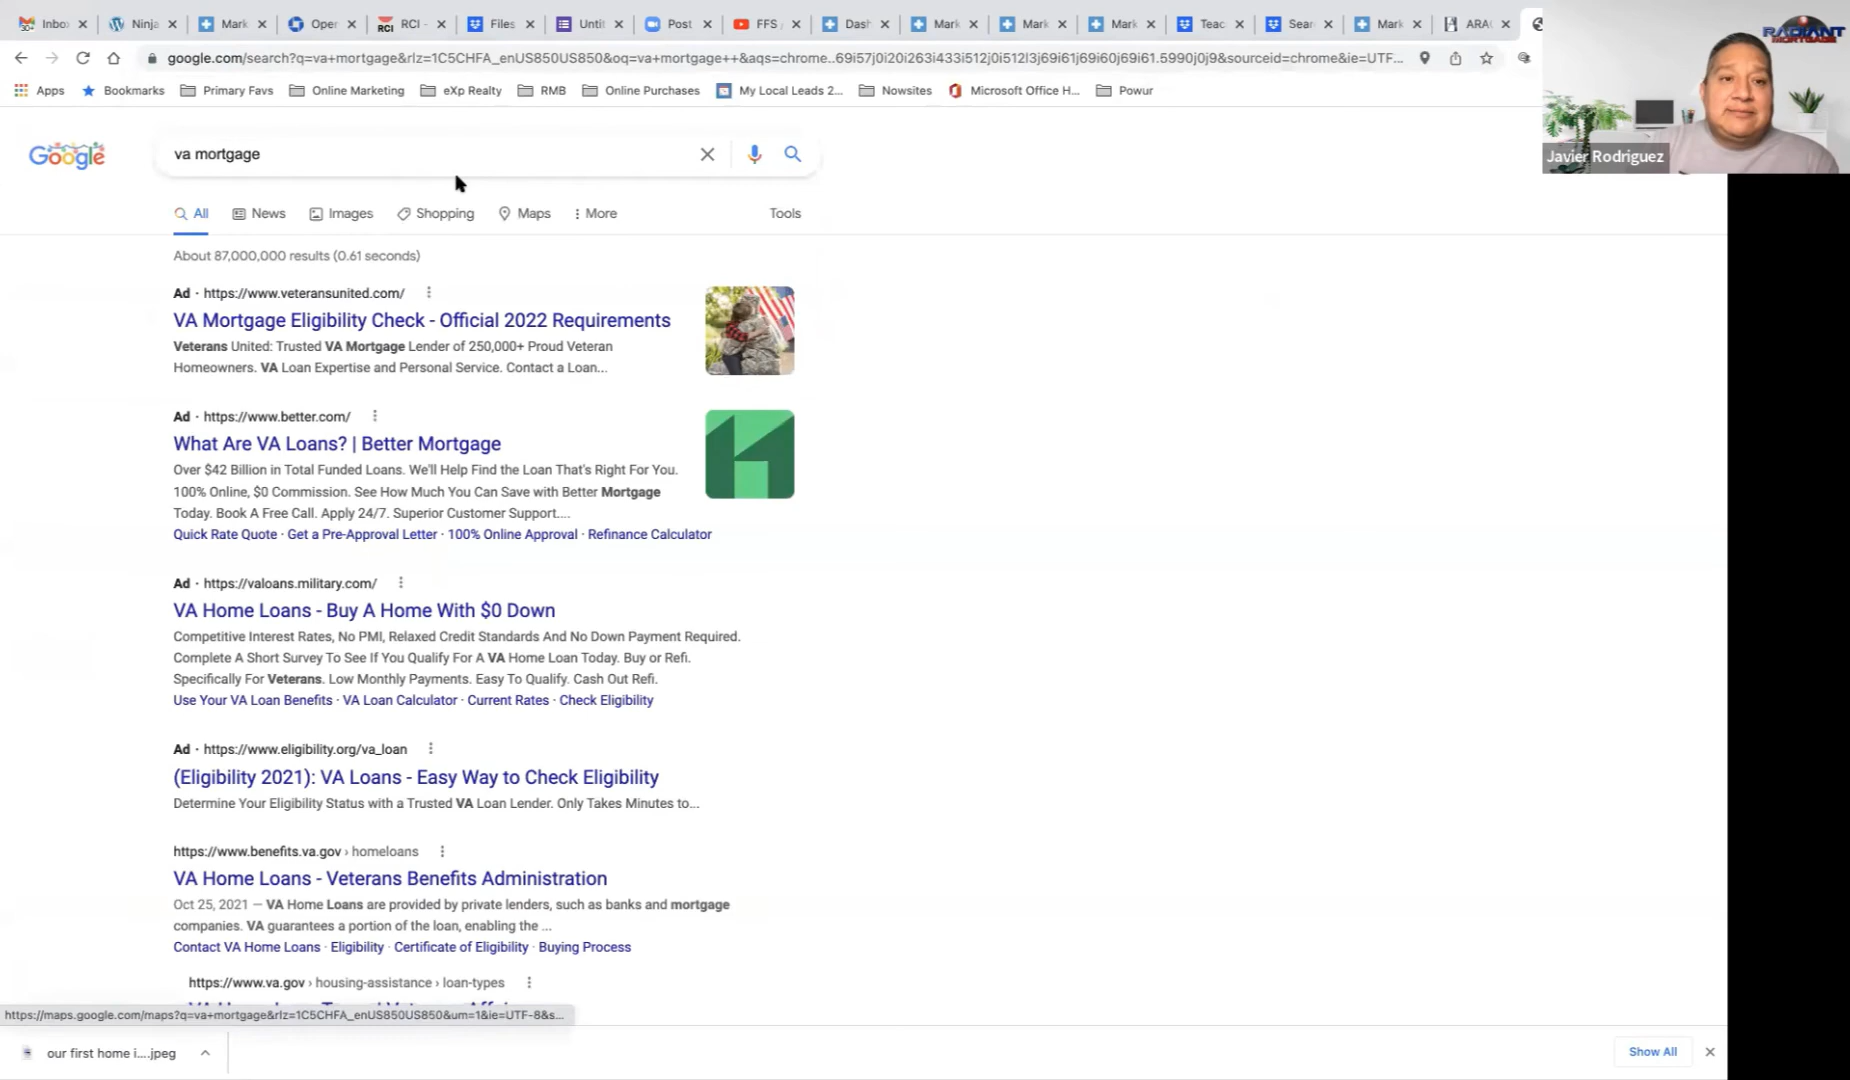 Inbo
Ninja
Mark
Oper
RCI -
Files
Untit
Post
FFS
Dash
Mark
Mark
Mark
Teac
Sear
Mark
google.com/search?q=va+mortgage&rlz=1C5CHFA_enUS850US850&oq=va+mortgage++&aqs=chrome..69i57j0i20i263i433i512j0i512l3j69i61j69i60j69i61.5990j0j9&sourceid=chrome&ie=UTF...
Apps
Bookmarks
Primary Favs
Online Marketing
eXp Realty
RMB
Online Purchases
My Local Leads 2...
Nowsites
Microsoft Office H...
Powur
RADIANT
MORTGAGE
Javier Rodriguez
Google
va mortgage
All
News
Images
Shopping
Maps
More
Tools
About 87,000,000 results (0.61 seconds)
Ad · https://www.veteransunited.com/
VA Mortgage Eligibility Check - Official 2022 Requirements
Veterans United: Trusted VA Mortgage Lender of 250,000+ Proud Veteran
Homeowners. VA Loan Expertise and Personal Service. Contact a Loan...
Ad · https://www.better.com/
What Are VA Loans? | Better Mortgage
Over $42 Billion in Total Funded Loans. We'll Help Find the Loan That's Right For You.
100% Online, $0 Commission. See How Much You Can Save with Better Mortgage
Today. Book A Free Call. Apply 24/7. Superior Customer Support....
Quick Rate Quote · Get a Pre-Approval Letter · 100% Online Approval · Refinance Calculator
Ad · https://valoans.military.com/
VA Home Loans - Buy A Home With $0 Down
Competitive Interest Rates, No PMI, Relaxed Credit Standards And No Down Payment Required.
Complete A Short Survey To See If You Qualify For A VA Home Loan Today. Buy or Refi.
Specifically For Veterans. Low Monthly Payments. Easy To Qualify. Cash Out Refi.
Use Your VA Loan Benefits · VA Loan Calculator · Current Rates · Check Eligibility
Ad · https://www.eligibility.org/va_loan
(Eligibility 2021): VA Loans - Easy Way to Check Eligibility
Determine Your Eligibility Status with a Trusted VA Loan Lender. Only Takes Minutes to...
https://www.benefits.va.gov › homeloans
VA Home Loans - Veterans Benefits Administration
Oct 25, 2021 — VA Home Loans are provided by private lenders, such as banks and mortgage
companies. VA guarantees a portion of the loan, enabling the ...
Contact VA Home Loans · Eligibility · Certificate of Eligibility · Buying Process
https://www.va.gov › housing-assistance › loan-types
https://maps.google.com/maps?q=va+mortgage&rlz=1C5CHFA_enUS850US850&um=1&ie=UTF-8&s...
our first home i....jpeg
Show All